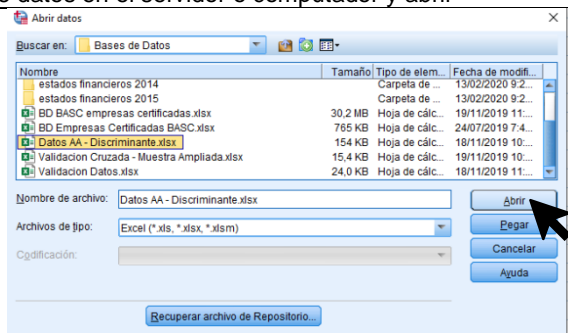 datos en el servidor o computador y abrir
Abrir datos
Buscar en: Bases de Datos
Nombre Tamaño Tipo de elem... Fecha de modifi...
estados financieros 2014 Carpeta de ... 13/02/2020 9:2...
estados financieros 2015 Carpeta de ... 13/02/2020 9:2...
BD BASC empresas certificadas.xlsx 30,2 MB Hoja de cálc... 19/11/2019 11:...
BD Empresas Certificadas BASC.xlsx 765 KB Hoja de cálc... 24/07/2019 7:4...
Datos AA - Discriminante.xlsx 154 KB Hoja de cálc... 18/11/2019 10:...
Validacion Cruzada - Muestra Ampliada.xlsx 15,4 KB Hoja de cálc... 19/11/2019 10:...
Validacion Datos.xlsx 24,0 KB Hoja de cálc... 18/11/2019 11:...
Nombre de archivo: Datos AA - Discriminante.xlsx Abrir
Archivos de tipo: Excel (*.xls, *.xlsx, *.xlsm) Pegar
Codificación: Cancelar
Ayuda
Recuperar archivo de Repositorio...